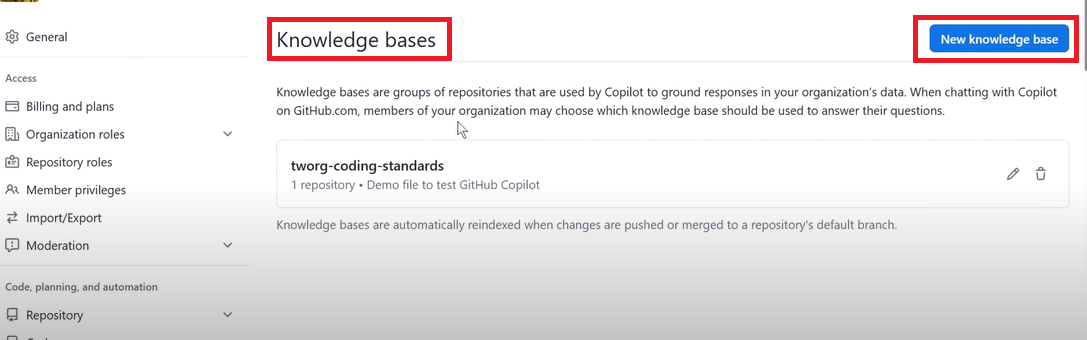 General
Access
Billing and plans
Organization roles
Repository roles
Member privileges
Import/Export
Moderation
Code, planning, and automation
Repository
Knowledge bases
New knowledge base
Knowledge bases are groups of repositories that are used by Copilot to ground responses in your organization's data. When chatting with Copilot
on GitHub.com, members of your organization may choose which knowledge base should be used to answer their questions.
tworg-coding-standards
1 repository • Demo file to test GitHub Copilot
Knowledge bases are automatically reindexed when changes are pushed or merged to a repository's default branch.